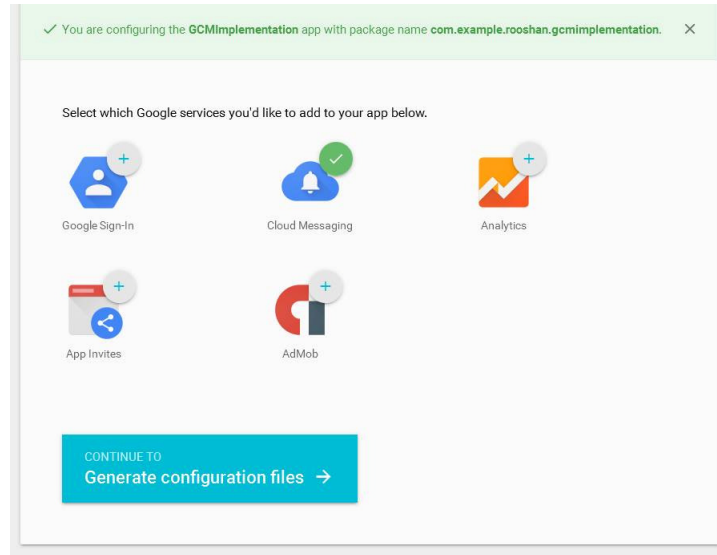 You are configuring the GCMImplementation app with package name com.example.rooshan.gcmimplementation.
Select which Google services you'd like to add to your app below.
Google Sign-In
Cloud Messaging
Analytics
App Invites
AdMob
CONTINUE TO
Generate configuration files